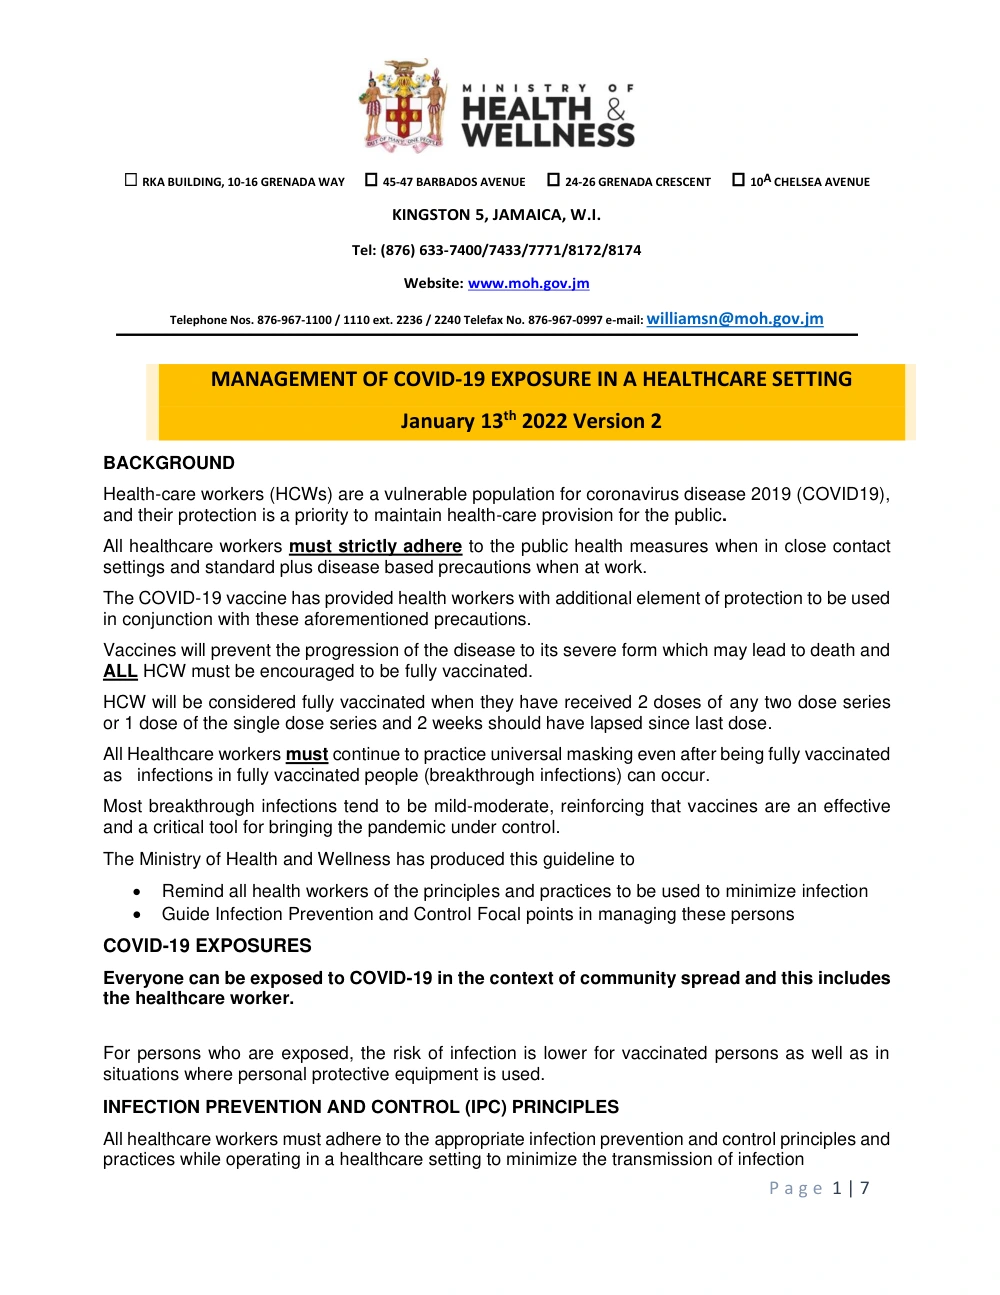 MINISTRY OF
HEALTH &
WELLNESS
OUT OF MANY, ONE PEOPLE
☐ RKA BUILDING, 10-16 GRENADA WAY ☐ 45-47 BARBADOS AVENUE ☐ 24-26 GRENADA CRESCENT ☐ 10A CHELSEA AVENUE
KINGSTON 5, JAMAICA, W.I.
Tel: (876) 633-7400/7433/7771/8172/8174
Website: www.moh.gov.jm
Telephone Nos. 876-967-1100 / 1110 ext. 2236 / 2240 Telefax No. 876-967-0997 e-mail: williamsn@moh.gov.jm
MANAGEMENT OF COVID-19 EXPOSURE IN A HEALTHCARE SETTING
January 13th 2022 Version 2
BACKGROUND
Health-care workers (HCWs) are a vulnerable population for coronavirus disease 2019 (COVID19),
and their protection is a priority to maintain health-care provision for the public.
All healthcare workers must strictly adhere to the public health measures when in close contact
settings and standard plus disease based precautions when at work.
The COVID-19 vaccine has provided health workers with additional element of protection to be used
in conjunction with these aforementioned precautions.
Vaccines will prevent the progression of the disease to its severe form which may lead to death and
ALL HCW must be encouraged to be fully vaccinated.
HCW will be considered fully vaccinated when they have received 2 doses of any two dose series
or 1 dose of the single dose series and 2 weeks should have lapsed since last dose.
All Healthcare workers must continue to practice universal masking even after being fully vaccinated
as infections in fully vaccinated people (breakthrough infections) can occur.
Most breakthrough infections tend to be mild-moderate, reinforcing that vaccines are an effective
and a critical tool for bringing the pandemic under control.
The Ministry of Health and Wellness has produced this guideline to
• Remind all health workers of the principles and practices to be used to minimize infection
• Guide Infection Prevention and Control Focal points in managing these persons
COVID-19 EXPOSURES
Everyone can be exposed to COVID-19 in the context of community spread and this includes
the healthcare worker.
For persons who are exposed, the risk of infection is lower for vaccinated persons as well as in
situations where personal protective equipment is used.
INFECTION PREVENTION AND CONTROL (IPC) PRINCIPLES
All healthcare workers must adhere to the appropriate infection prevention and control principles and
practices while operating in a healthcare setting to minimize the transmission of infection
Page 1 | 7